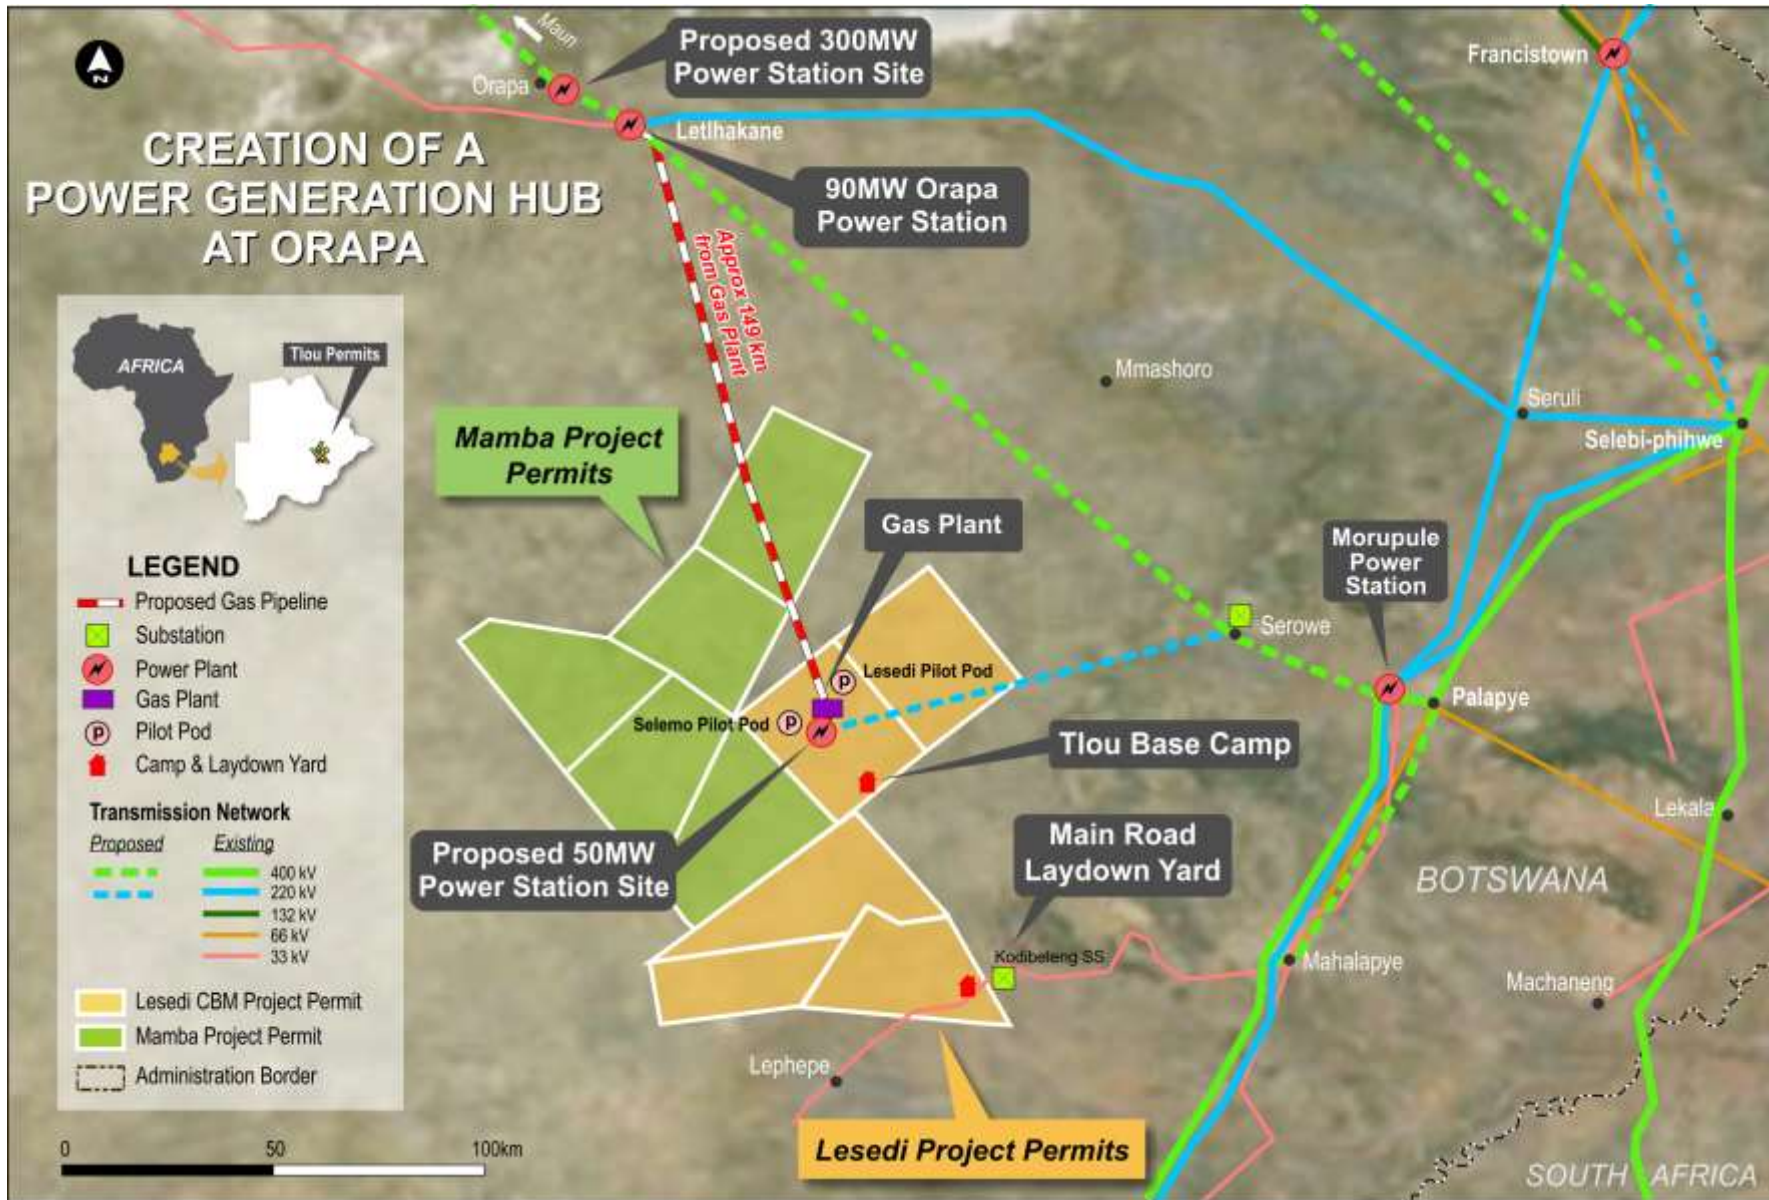 Maun
Proposed 300MW
Power Station Site
Francistown
Orapa
Letlhakane
CREATION OF A
POWER GENERATION HUB
AT ORAPA
90MW Orapa
Power Station
Approx 149 km
from Gas Plant
Mmashoro
Seruli
Selebi-phihwe
AFRICA
Tlou Permits
Mamba Project
Permits
Gas Plant
Morupule
Power
Station
Serowe
Lesedi Pilot Pod
Selemo Pilot Pod
Palapye
Tlou Base Camp
Lekala
Proposed 50MW
Power Station Site
Main Road
Laydown Yard
BOTSWANA
Kodibeleng SS
Mahalapye
Machaneng
Lephepe
Lesedi Project Permits
SOUTH AFRICA
LEGEND
Proposed Gas Pipeline
Substation
Power Plant
Gas Plant
P
Pilot Pod
Camp & Laydown Yard
Transmission Network
Proposed Existing
400 kV
220 kV
132 kV
66 kV
33 kV
Lesedi CBM Project Permit
Mamba Project Permit
Administration Border
0 50 100km
N
P
P